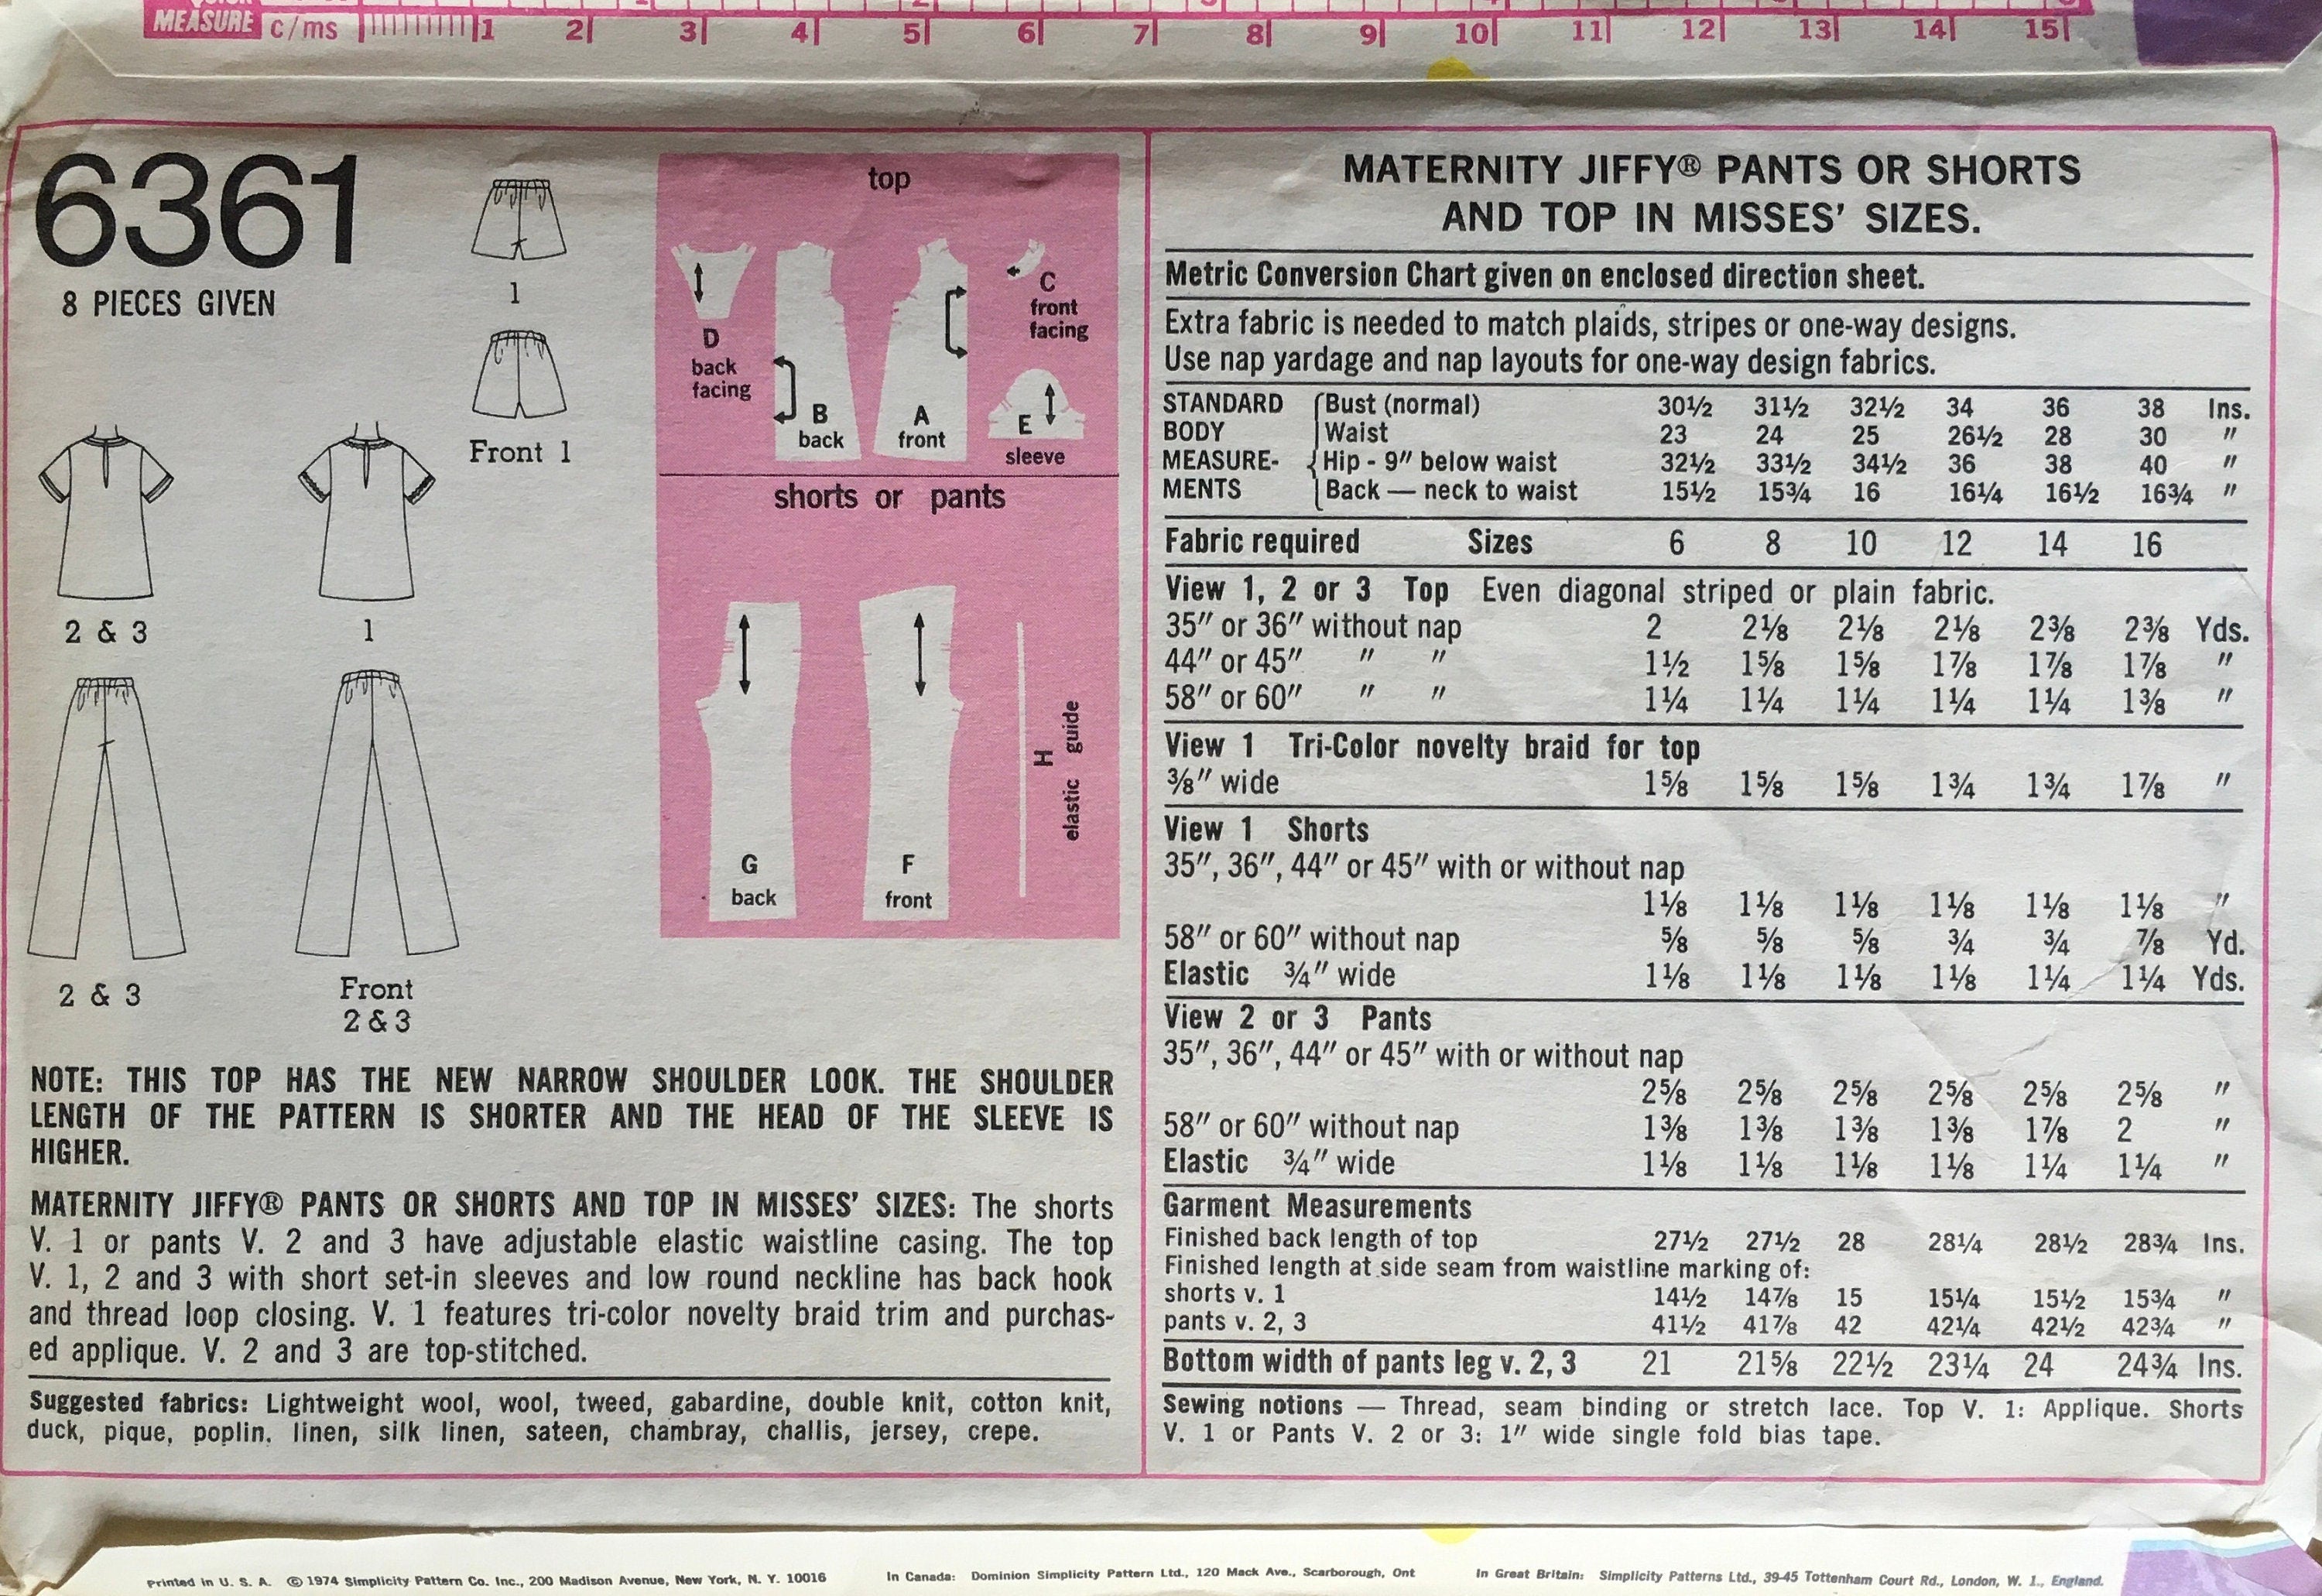 MEASURE c/ms 1 2 3 4 5 6 7 8 9 10 11 12 13 14 15
6361
8 PIECES GIVEN
1
Front 1
2 & 3
1
2 & 3
Front
2 & 3
top
D
back
facing
B
back
A
front
C
front
facing
E
sleeve
shorts or pants
G
back
F
front
H
elastic guide
NOTE: THIS TOP HAS THE NEW NARROW SHOULDER LOOK. THE SHOULDER
LENGTH OF THE PATTERN IS SHORTER AND THE HEAD OF THE SLEEVE IS
HIGHER.
MATERNITY JIFFY® PANTS OR SHORTS AND TOP IN MISSES' SIZES: The shorts
V. 1 or pants V. 2 and 3 have adjustable elastic waistline casing. The top
V. 1, 2 and 3 with short set-in sleeves and low round neckline has back hook
and thread loop closing. V. 1 features tri-color novelty braid trim and purchas-
ed applique. V. 2 and 3 are top-stitched.
Suggested fabrics: Lightweight wool, wool, tweed, gabardine, double knit, cotton knit,
duck, pique, poplin, linen, silk linen, sateen, chambray, challis, jersey, crepe.
MATERNITY JIFFY® PANTS OR SHORTS
AND TOP IN MISSES' SIZES.
Metric Conversion Chart given on enclosed direction sheet.
Extra fabric is needed to match plaids, stripes or one-way designs.
Use nap yardage and nap layouts for one-way design fabrics.
STANDARD Bust (normal) 30½ 31½ 32½ 34 36 38 Ins.
BODY Waist 23 24 25 26½ 28 30 "
MEASURE- Hip - 9" below waist 32½ 33½ 34½ 36 38 40 "
MENTS Back — neck to waist 15½ 15¾ 16 16¼ 16½ 16¾ "
Fabric required Sizes 6 8 10 12 14 16
View 1, 2 or 3 Top Even diagonal striped or plain fabric.
35" or 36" without nap 2 2⅛ 2⅛ 2⅛ 2⅜ 2⅜ Yds.
44" or 45" " " 1½ 1⅝ 1⅝ 1⅞ 1⅞ 1⅞ "
58" or 60" " " 1¼ 1¼ 1¼ 1¼ 1¼ 1⅜ "
View 1 Tri-Color novelty braid for top
⅜" wide 1⅝ 1⅝ 1⅝ 1¾ 1¾ 1⅞ "
View 1 Shorts
35", 36", 44" or 45" with or without nap
1⅛ 1⅛ 1⅛ 1⅛ 1⅛ 1⅛ "
58" or 60" without nap ⅝ ⅝ ⅝ ¾ ¾ ⅞ Yd.
Elastic ¾" wide 1⅛ 1⅛ 1⅛ 1⅛ 1¼ 1¼ Yds.
View 2 or 3 Pants
35", 36", 44" or 45" with or without nap
2⅝ 2⅝ 2⅝ 2⅝ 2⅝ 2⅝ "
58" or 60" without nap 1⅜ 1⅜ 1⅜ 1⅜ 1⅞ 2 "
Elastic ¾" wide 1⅛ 1⅛ 1⅛ 1⅛ 1¼ 1¼ "
Garment Measurements
Finished back length of top 27½ 27½ 28 28¼ 28½ 28¾ Ins.
Finished length at side seam from waistline marking of:
shorts v. 1 14½ 14⅞ 15 15¼ 15½ 15¾ "
pants v. 2, 3 41½ 41⅞ 42 42¼ 42½ 42¾ "
Bottom width of pants leg v. 2, 3 21 21⅝ 22½ 23¼ 24 24¾ Ins.
Sewing notions — Thread, seam binding or stretch lace. Top V. 1: Applique. Shorts
V. 1 or Pants V. 2 or 3: 1" wide single fold bias tape.
Printed in U. S. A. © 1974 Simplicity Pattern Co. Inc., 200 Madison Avenue, New York, N. Y. 10016 In Canada: Dominion Simplicity Pattern Ltd., 120 Mack Ave., Scarborough, Ont In Great Britain: Simplicity Patterns Ltd., 39-45 Tottenham Court Rd., London, W. 1., England.